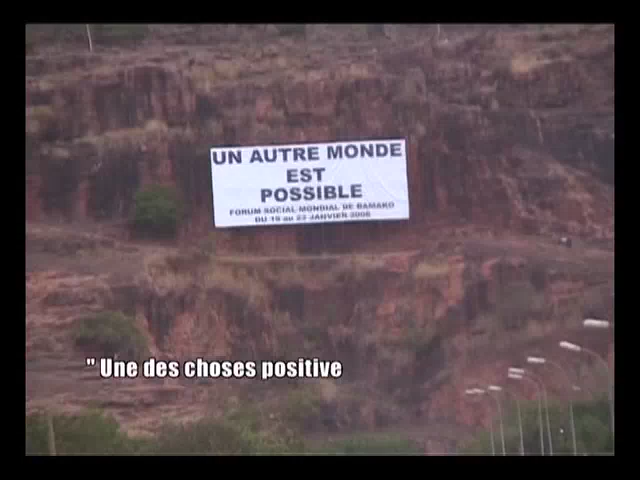 UN AUTRE MONDE
EST
POSSIBLE
FORUM SOCIAL MONDIAL DE BAMAKO
DU 19 au 23 JANVIER 2006
" Une des choses positive